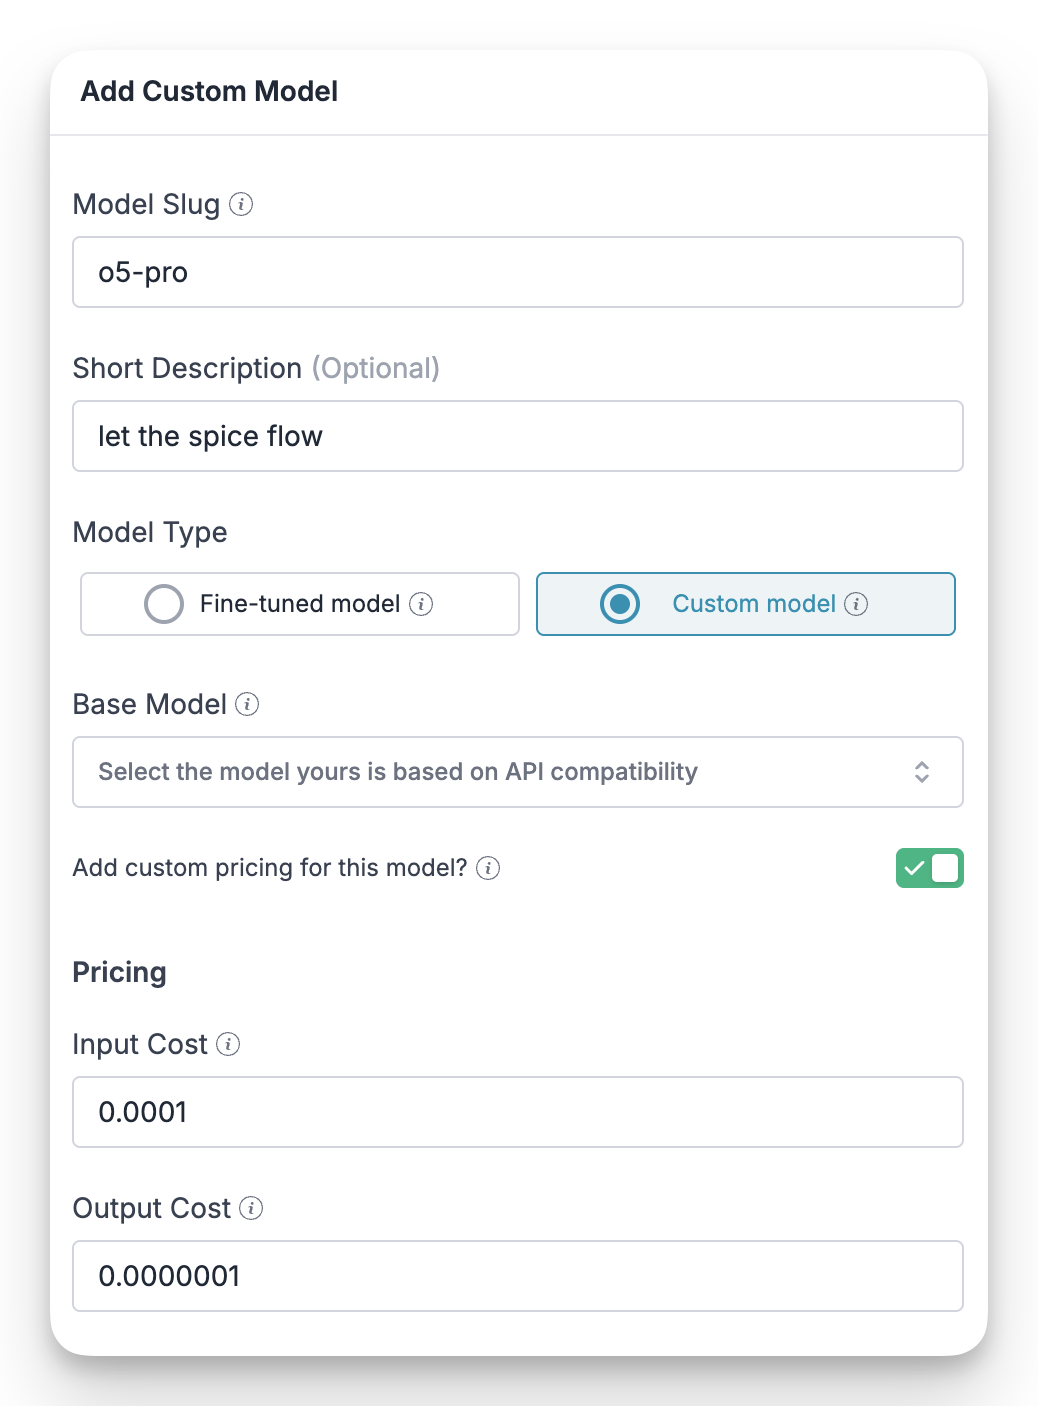 Add Custom Model
Model Slug
o5-pro
Short Description (Optional)
let the spice flow
Model Type
Fine-tuned model
Custom model
Base Model
Select the model yours is based on API compatibility
Add custom pricing for this model?
Pricing
Input Cost
0.0001
Output Cost
0.0000001